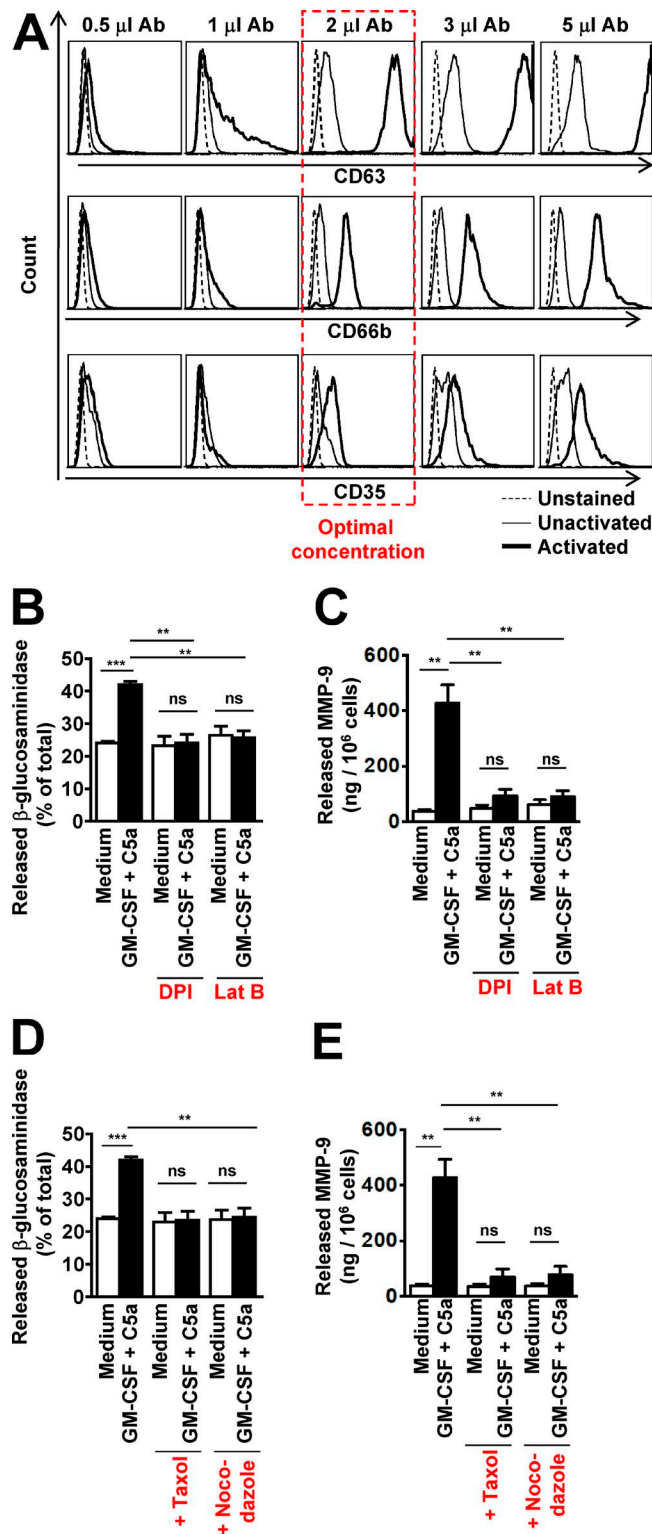 A
0.5 µl Ab 1 µl Ab 2 µl Ab 3 µl Ab 5 µl Ab
CD63
CD66b
CD35
Count
Optimal
concentration
Unstained
Unactivated
Activated
B
Released β-glucosaminidase
(% of total)
50
40
30
20
10
0
**
**
***
ns
ns
Medium
GM-CSF + C5a
Medium
GM-CSF + C5a
Medium
GM-CSF + C5a
DPI
Lat B
C
Released MMP-9
(ng / 10⁶ cells)
600
400
200
0
**
**
**
ns
ns
Medium
GM-CSF + C5a
Medium
GM-CSF + C5a
Medium
GM-CSF + C5a
DPI
Lat B
D
Released β-glucosaminidase
(% of total)
50
40
30
20
10
0
**
***
ns
ns
Medium
GM-CSF + C5a
Medium
GM-CSF + C5a
Medium
GM-CSF + C5a
+ Taxol
+ Noco-
dazole
E
Released MMP-9
(ng / 10⁶ cells)
600
400
200
0
**
**
**
ns
ns
Medium
GM-CSF + C5a
Medium
GM-CSF + C5a
Medium
GM-CSF + C5a
+ Taxol
+ Noco-
dazole